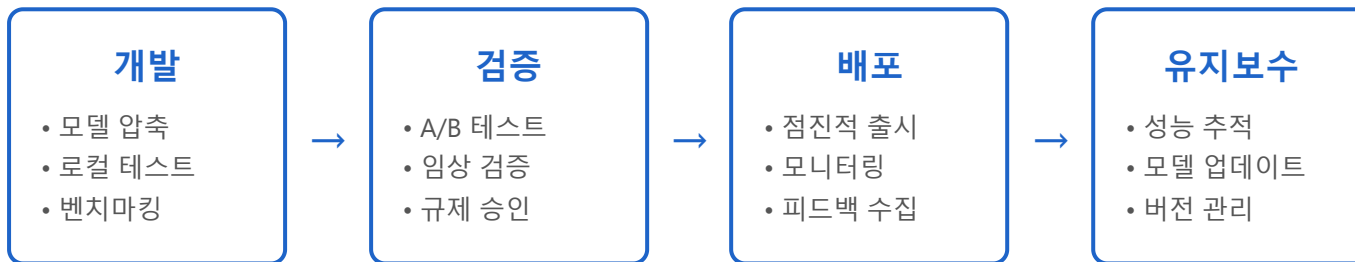 개발
• 모델 압축
• 로컬 테스트
• 벤치마킹
→
검증
• A/B 테스트
• 임상 검증
• 규제 승인
→
배포
• 점진적 출시
• 모니터링
• 피드백 수집
→
유지보수
• 성능 추적
• 모델 업데이트
• 버전 관리